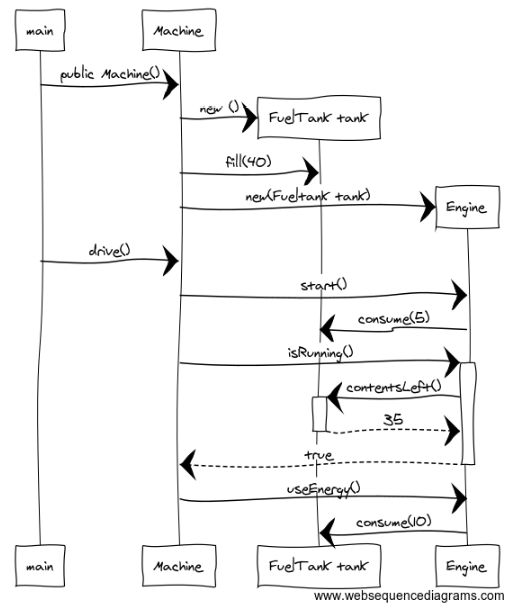 main
Machine
public Machine()
new ()
FuelTank tank
fill(40)
new(Fueltank tank)
Engine
drive()
start()
consume(5)
isRunning()
contentsLeft()
35
true
useEnergy()
consume(10)
main
Machine
FuelTank tank
Engine
www.websequencediagrams.com